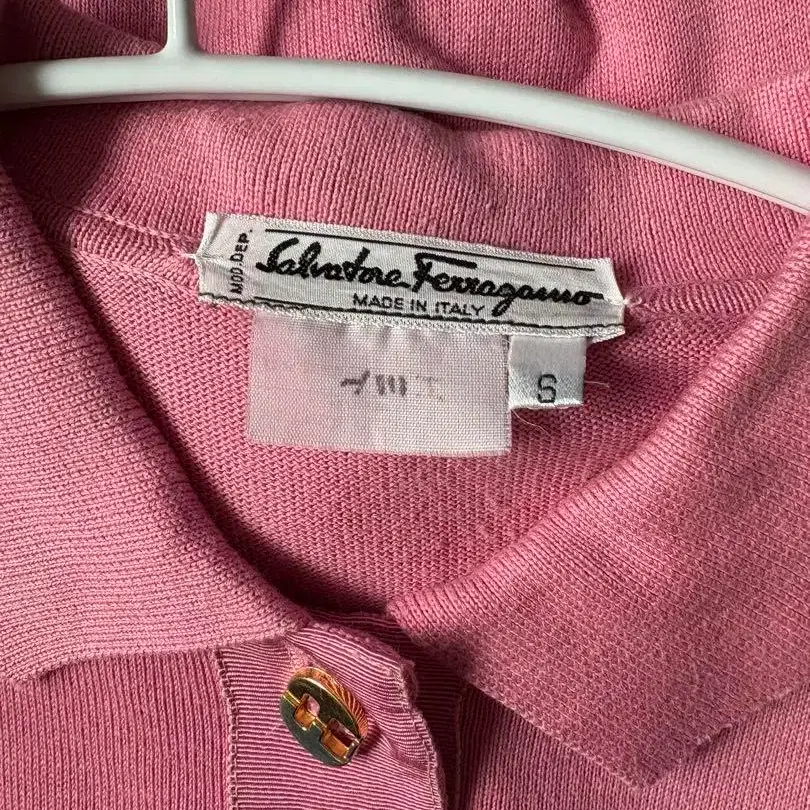 MOD.DEP.
Salvatore Ferragamo
MADE IN ITALY
S